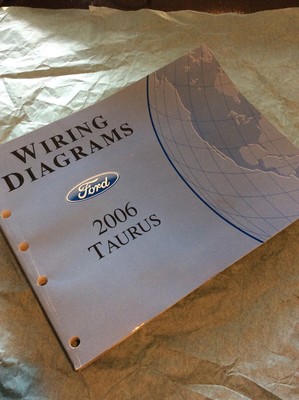 WIRING
DIAGRAMS
Ford
2006
TAURUS